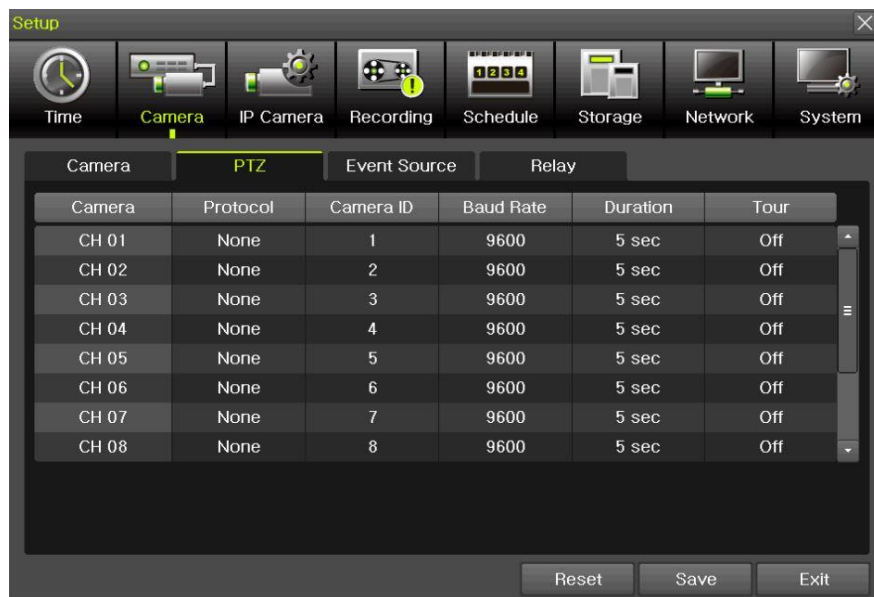 Setup
Time Camera IP Camera Recording 1 2 3 4 Schedule Storage Network System
Camera PTZ Event Source Relay
Camera Protocol Camera ID Baud Rate Duration Tour
CH 01 None 1 9600 5 sec Off
CH 02 None 2 9600 5 sec Off
CH 03 None 3 9600 5 sec Off
CH 04 None 4 9600 5 sec Off
CH 05 None 5 9600 5 sec Off
CH 06 None 6 9600 5 sec Off
CH 07 None 7 9600 5 sec Off
CH 08 None 8 9600 5 sec Off
Reset Save Exit